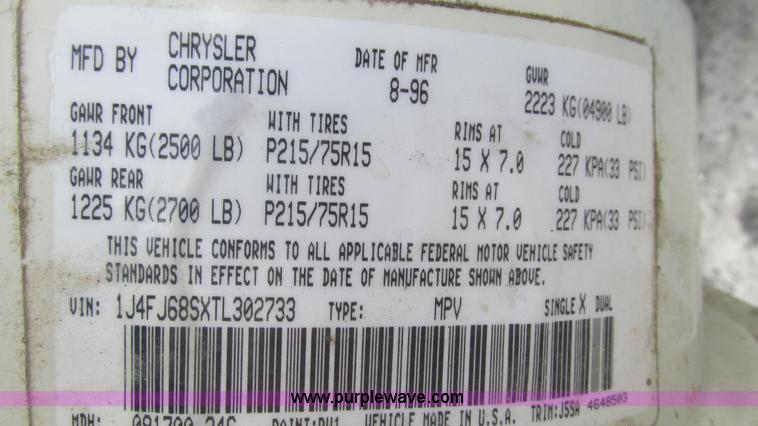 MFD BY CHRYSLER CORPORATION DATE OF MFR 8-96 GVWR 2223 KG(04900 LB)
GAWR FRONT WITH TIRES RIMS AT COLD
1134 KG(2500 LB) P215/75R15 15 X 7.0 227 KPA(33 PSI)
GAWR REAR WITH TIRES RIMS AT COLD
1225 KG(2700 LB) P215/75R15 15 X 7.0 227 KPA(33 PSI)
THIS VEHICLE CONFORMS TO ALL APPLICABLE FEDERAL MOTOR VEHICLE SAFETY
STANDARDS IN EFFECT ON THE DATE OF MANUFACTURE SHOWN ABOVE.
VIN: 1J4FJ68SXTL302733 TYPE: MPV SINGLE X DUAL
www.purplewave.com
MDH: VEHICLE MADE IN U.S.A. TRIM:J5SA 4648503